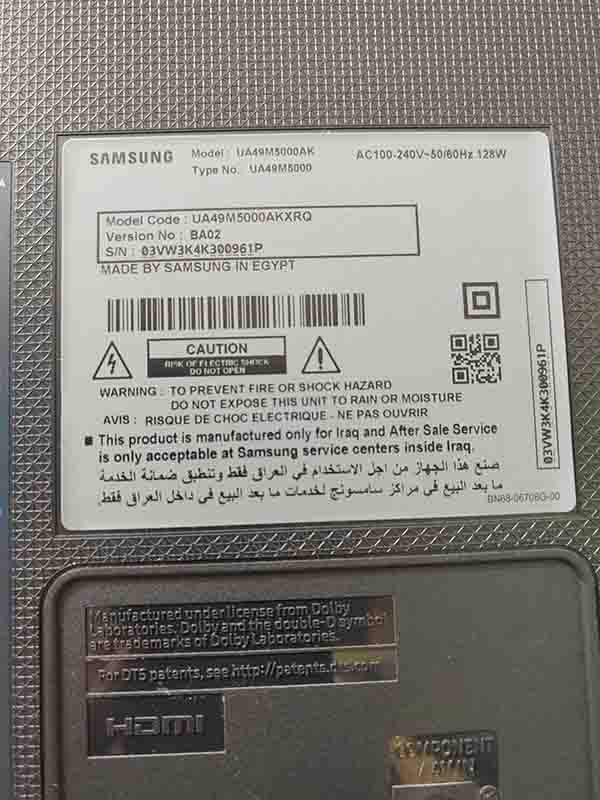 SAMSUNG
Model : UA49M5000AK
Type No. UA49M5000
AC100-240V~50/60Hz 128W
Model Code : UA49M5000AKXRQ
Version No : BA02
S/N : 03VW3K4K300961P
MADE BY SAMSUNG IN EGYPT
CAUTION
RISK OF ELECTRIC SHOCK
DO NOT OPEN
WARNING : TO PREVENT FIRE OR SHOCK HAZARD
DO NOT EXPOSE THIS UNIT TO RAIN OR MOISTURE
AVIS : RISQUE DE CHOC ELECTRIQUE - NE PAS OUVRIR
■ This product is manufactured only for Iraq and After Sale Service
is only acceptable at Samsung service centers inside Iraq.
صنع هذا الجهاز من اجل الاستخدام في العراق فقط وتنطبق ضمانة الخدمة
ما بعد البيع في مراكز سامسونج لخدمات ما بعد البيع في داخل العراق فقط.
03VW3K4K300961P
BN68-06706G-00
Manufactured under license from Dolby
Laboratories. Dolby and the double-D symbol
are trademarks of Dolby Laboratories.
For DTS patents, see http://patents.dts.com
HDMI
COMPONENT
/ AV IN